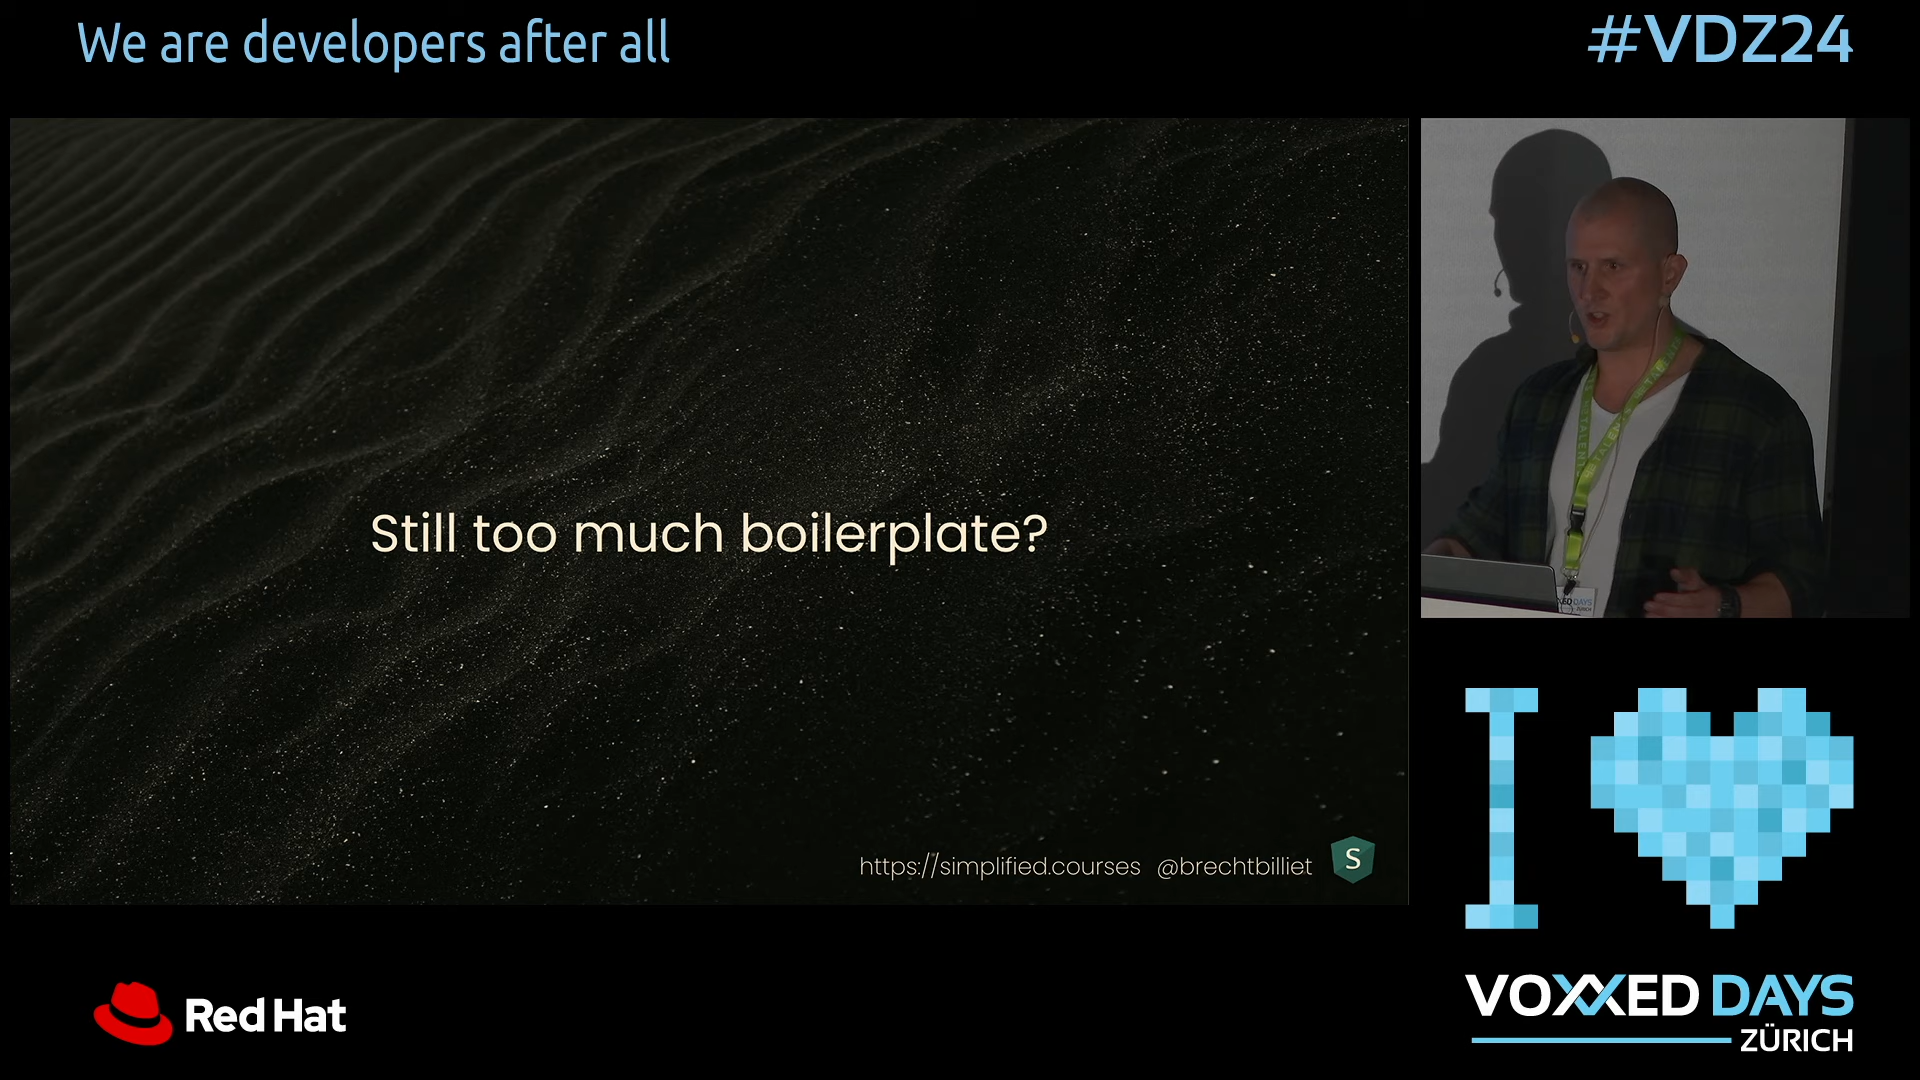 We are developers after all
#VDZ24
Still too much boilerplate?
https://simplified.courses @brechtbilliet
S
Red Hat
I
VOXXED DAYS
ZÜRICH